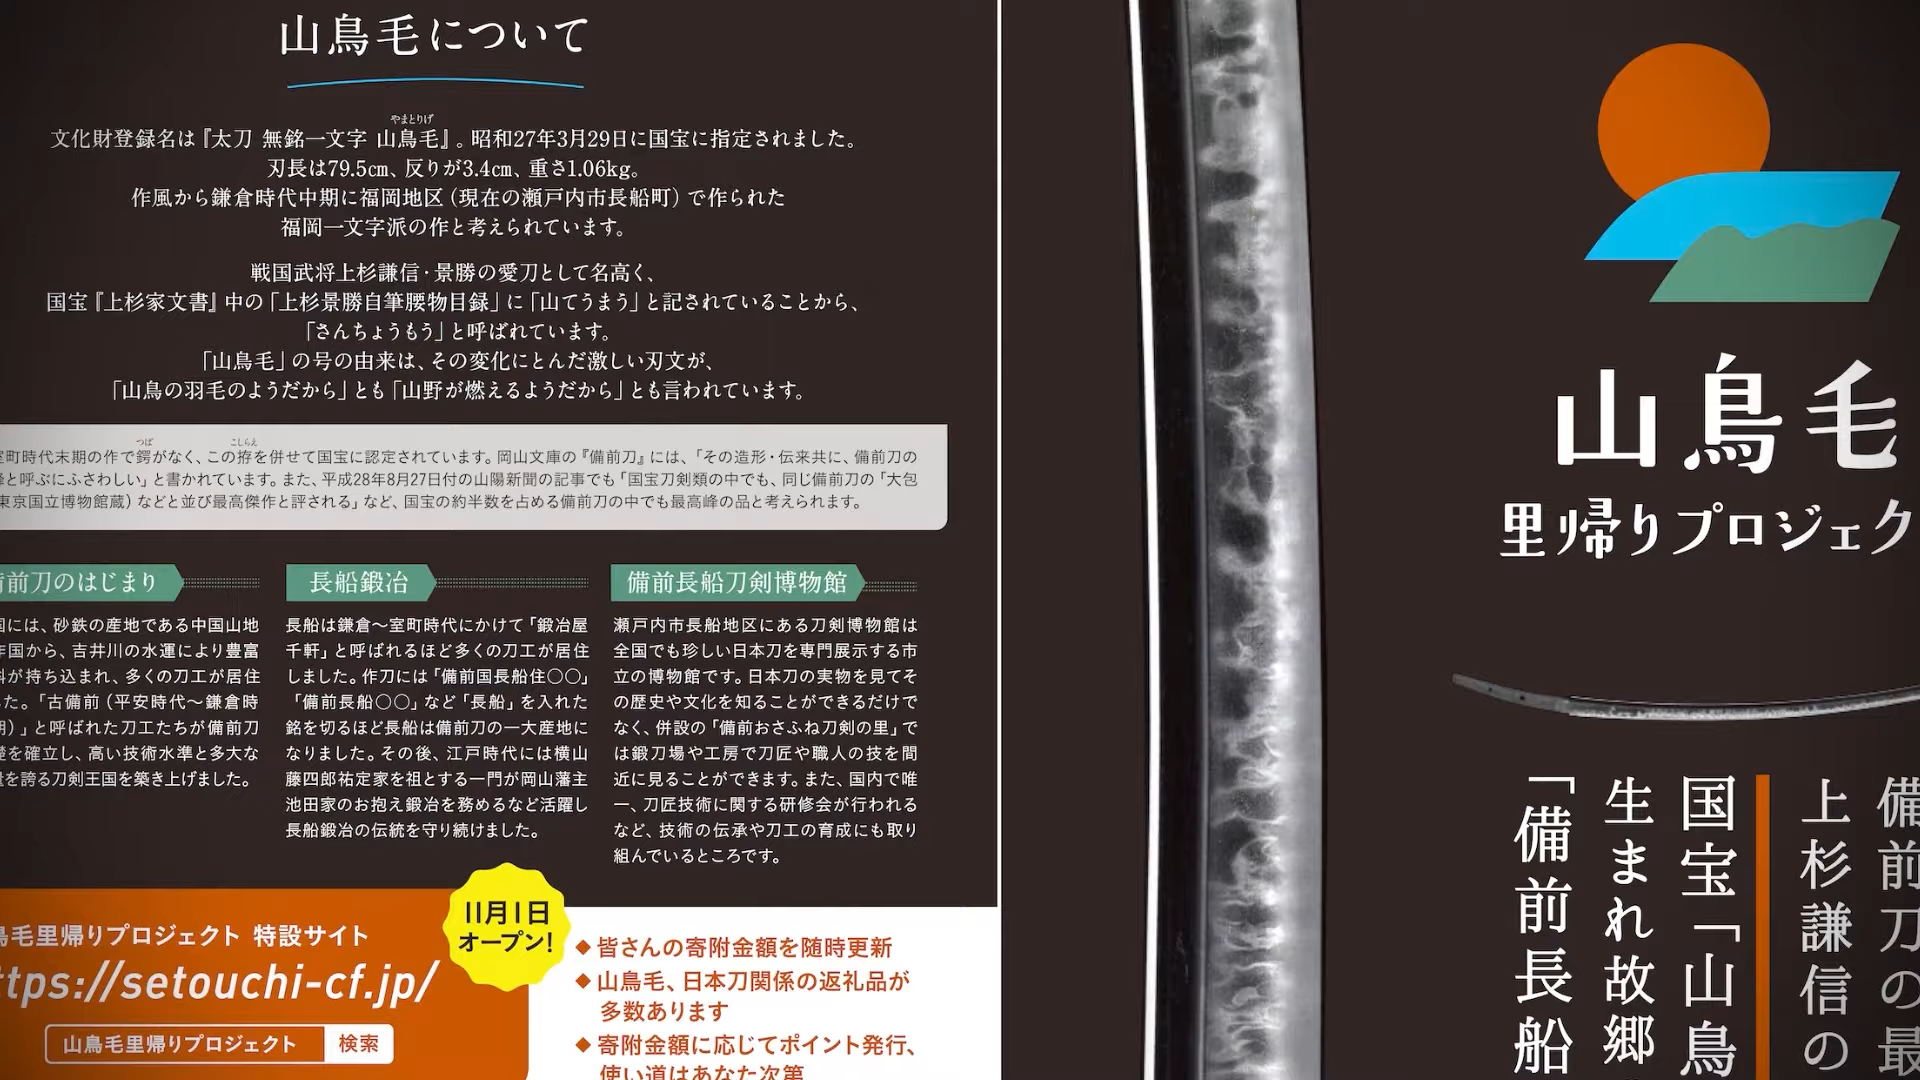 山鳥毛について
やまとりげ
文化財登録名は『太刀 無銘一文字 山鳥毛』。昭和27年3月29日に国宝に指定されました。
刃長は79.5cm、反りが3.4cm、重さ1.06kg。
作風から鎌倉時代中期に福岡地区（現在の瀬戸内市長船町）で作られた
福岡一文字派の作と考えられています。
戦国武将上杉謙信・景勝の愛刀として名高く、
国宝『上杉家文書』中の「上杉景勝自筆腰物目録」に「山てうまう」と記されていることから、
「さんちょうもう」と呼ばれています。
「山鳥毛」の号の由来は、その変化にとんだ激しい刃文が、
「山鳥の羽毛のようだから」とも「山野が燃えるようだから」とも言われています。
つば こしらえ
室町時代末期の作で鍔がなく、この拵を併せて国宝に認定されています。岡山文庫の『備前刀』には、「その造形・伝来共に、備前刀の
と呼ぶにふさわしい」と書かれています。また、平成28年8月27日付の山陽新聞の記事でも「国宝刀剣類の中でも、同じ備前刀の「大包
東京国立博物館蔵）などと並び最高傑作と評される」など、国宝の約半数を占める備前刀の中でも最高峰の品と考えられます。
前刀のはじまり
国には、砂鉄の産地である中国山地
作国から、吉井川の水運により豊富
料が持ち込まれ、多くの刀工が居住
た。「古備前（平安時代〜鎌倉時
期）」と呼ばれた刀工たちが備前刀
を確立し、高い技術水準と多大な
を誇る刀剣王国を築き上げました。
長船鍛冶
長船は鎌倉〜室町時代にかけて「鍛冶屋
千軒」と呼ばれるほど多くの刀工が居住
しました。作刀には「備前国長船住〇〇」
「備前長船〇〇」など「長船」を入れた
銘を切るほど長船は備前刀の一大産地に
なりました。その後、江戸時代には横山
藤四郎祐定家を祖とする一門が岡山藩主
池田家のお抱え鍛冶を務めるなど活躍し
長船鍛冶の伝統を守り続けました。
備前長船刀剣博物館
瀬戸内市長船地区にある刀剣博物館は
全国でも珍しい日本刀を専門展示する市
立の博物館です。日本刀の実物を見てそ
の歴史や文化を知ることができるだけで
なく、併設の「備前おさふね刀剣の里」で
は鍛刀場や工房で刀匠や職人の技を間
近に見ることができます。また、国内で唯
一、刀匠技術に関する研修会が行われる
など、技術の伝承や刀工の育成にも取り
組んでいるところです。
鳥毛里帰りプロジェクト 特設サイト
ttps://setouchi-cf.jp/
山鳥毛里帰りプロジェクト 検索
11月1日
オープン!
◆皆さんの寄附金額を随時更新
◆山鳥毛、日本刀関係の返礼品が
多数あります
◆寄附金額に応じてポイント発行、
使い道はあなた次第
山鳥毛
里帰りプロジェク
備前刀の最
上杉謙信の
国宝「山鳥
生まれ故郷
「備前長船